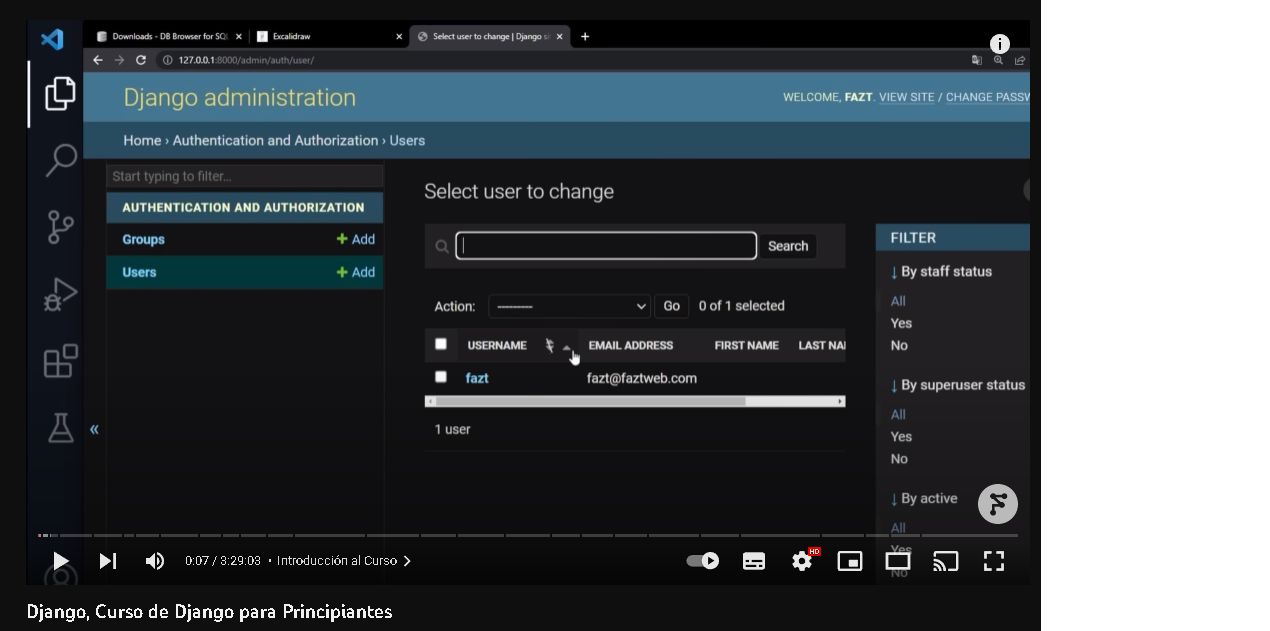 Downloads - DB Browser for SQL
Excalidraw
Select user to change | Django si
127.0.0.1:8000/admin/auth/user/
Django administration
WELCOME, FAZT. VIEW SITE / CHANGE PASSW
Home › Authentication and Authorization › Users
Start typing to filter...
AUTHENTICATION AND AUTHORIZATION
Groups + Add
Users + Add
Select user to change
Search
Action: --------- Go 0 of 1 selected
USERNAME EMAIL ADDRESS FIRST NAME LAST NA
fazt fazt@faztweb.com
1 user
FILTER
↓ By staff status
All
Yes
No
↓ By superuser status
All
Yes
No
↓ By active
All
Yes
No
0:07 / 3:29:03 • Introducción al Curso
HD
Django, Curso de Django para Principiantes